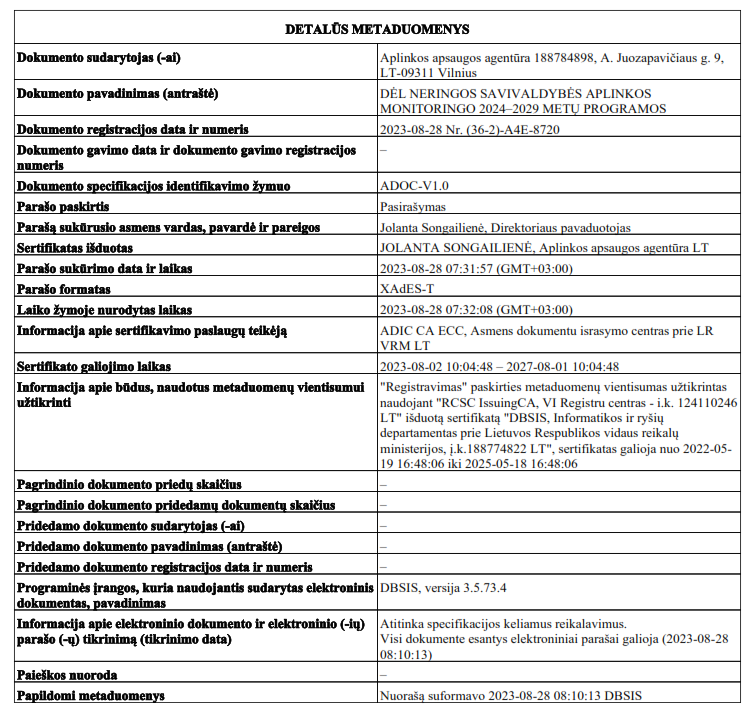 DETALŪS METADUOMENYS
Dokumento sudarytojas (-ai)
Aplinkos apsaugos agentūra 188784898, A. Juozapavičiaus g. 9,
LT-09311 Vilnius
Dokumento pavadinimas (antraštė)
DĖL NERINGOS SAVIVALDYBĖS APLINKOS
MONITORINGO 2024–2029 METŲ PROGRAMOS
Dokumento registracijos data ir numeris
2023-08-28 Nr. (36-2)-A4E-8720
Dokumento gavimo data ir dokumento gavimo registracijos
numeris
–
Dokumento specifikacijos identifikavimo žymuo
ADOC-V1.0
Parašo paskirtis
Pasirašymas
Parašą sukūrusio asmens vardas, pavardė ir pareigos
Jolanta Songailienė, Direktoriaus pavaduotojas
Sertifikatas išduotas
JOLANTA SONGAILIENĖ, Aplinkos apsaugos agentūra LT
Parašo sukūrimo data ir laikas
2023-08-28 07:31:57 (GMT+03:00)
Parašo formatas
XAdES-T
Laiko žymoje nurodytas laikas
2023-08-28 07:32:08 (GMT+03:00)
Informacija apie sertifikavimo paslaugų teikėją
ADIC CA ECC, Asmens dokumentu israsymo centras prie LR
VRM LT
Sertifikato galiojimo laikas
2023-08-02 10:04:48 – 2027-08-01 10:04:48
Informacija apie būdus, naudotus metaduomenų vientisumui
užtikrinti
"Registravimas" paskirties metaduomenų vientisumas užtikrintas
naudojant "RCSC IssuingCA, VI Registru centras - i.k. 124110246
LT" išduotą sertifikatą "DBSIS, Informatikos ir ryšių
departamentas prie Lietuvos Respublikos vidaus reikalų
ministerijos, į.k.188774822 LT", sertifikatas galioja nuo 2022-05-
19 16:48:06 iki 2025-05-18 16:48:06
Pagrindinio dokumento priedų skaičius
–
Pagrindinio dokumento pridedamų dokumentų skaičius
–
Pridedamo dokumento sudarytojas (-ai)
–
Pridedamo dokumento pavadinimas (antraštė)
–
Pridedamo dokumento registracijos data ir numeris
–
Programinės įrangos, kuria naudojantis sudarytas elektroninis
dokumentas, pavadinimas
DBSIS, versija 3.5.73.4
Informacija apie elektroninio dokumento ir elektroninio (-ių)
parašo (-ų) tikrinimą (tikrinimo data)
Atitinka specifikacijos keliamus reikalavimus.
Visi dokumente esantys elektroniniai parašai galioja (2023-08-28
08:10:13)
Paieškos nuoroda
–
Papildomi metaduomenys
Nuorašą suformavo 2023-08-28 08:10:13 DBSIS